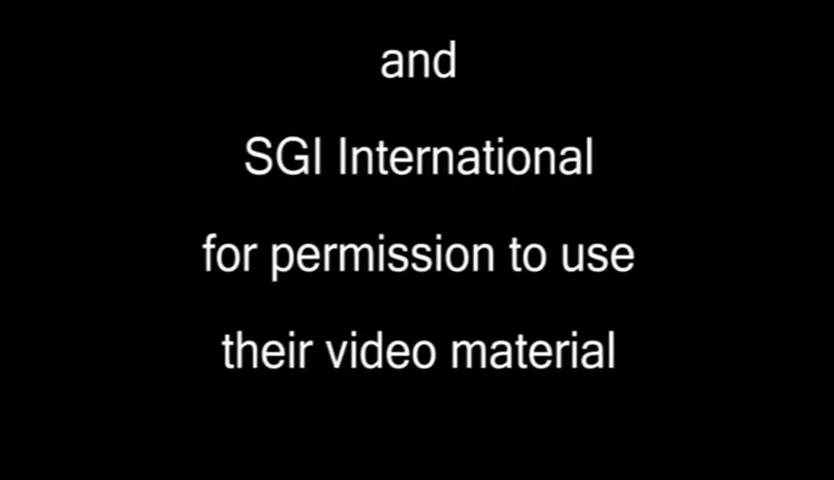 and
SGI International
for permission to use
their video material